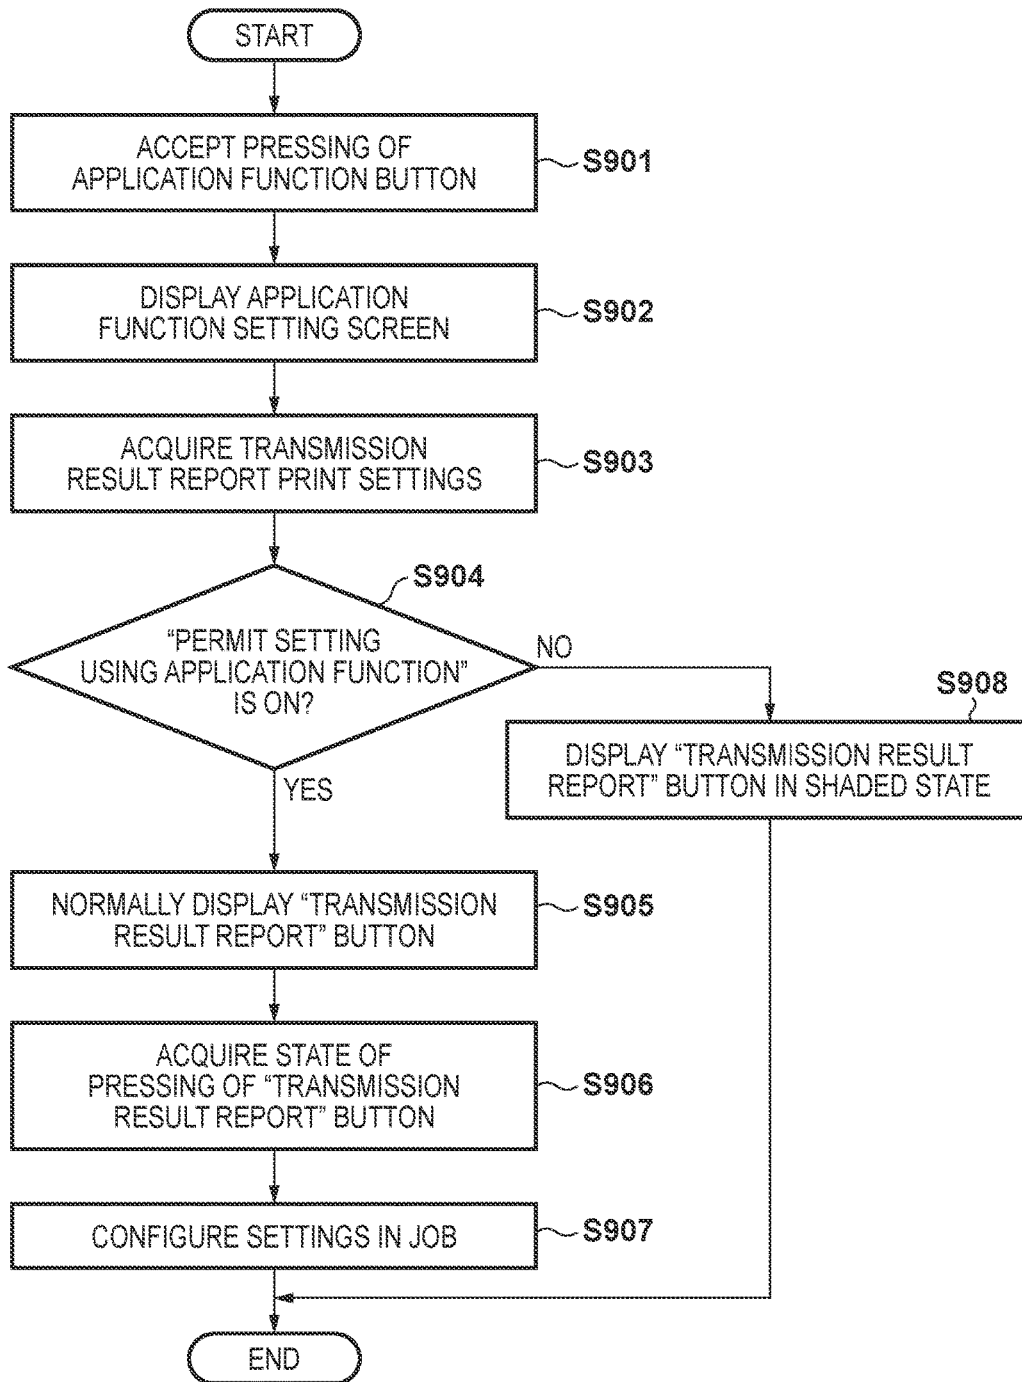 START
ACCEPT PRESSING OF
APPLICATION FUNCTION BUTTON
S901
DISPLAY APPLICATION
FUNCTION SETTING SCREEN
S902
ACQUIRE TRANSMISSION
RESULT REPORT PRINT SETTINGS
S903
S904
“PERMIT SETTING
USING APPLICATION FUNCTION”
IS ON?
NO
YES
S908
DISPLAY “TRANSMISSION RESULT
REPORT” BUTTON IN SHADED STATE
NORMALLY DISPLAY “TRANSMISSION
RESULT REPORT” BUTTON
S905
ACQUIRE STATE OF
PRESSING OF “TRANSMISSION
RESULT REPORT” BUTTON
S906
CONFIGURE SETTINGS IN JOB
S907
END